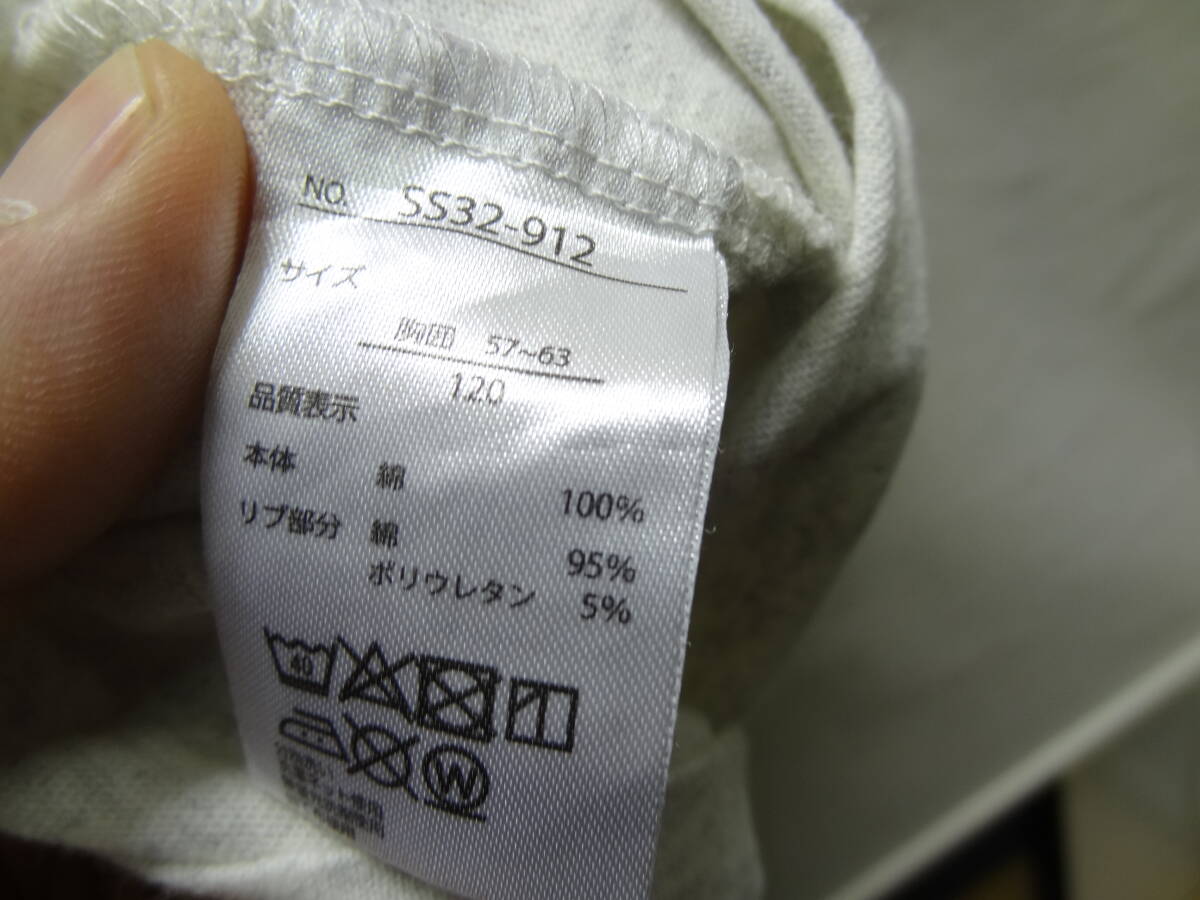 NO. SS32-912
サイズ
胸囲 57~63
120
品質表示
本体 綿 100%
リブ部分 綿 95%
ポリウレタン 5%
40
W